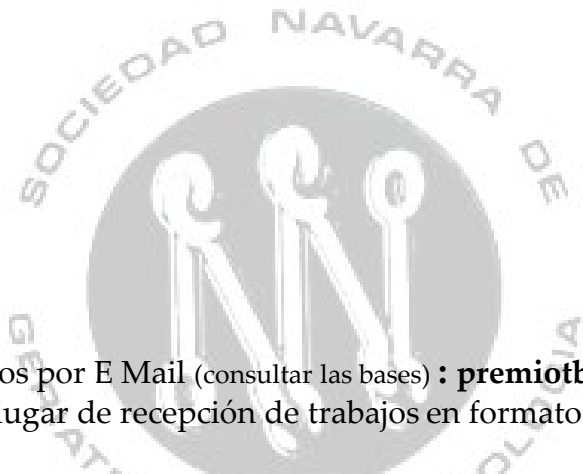 SOCIEDAD NAVARRA DE
os por E Mail (consultar las bases) : premiotb
lugar de recepción de trabajos en formato